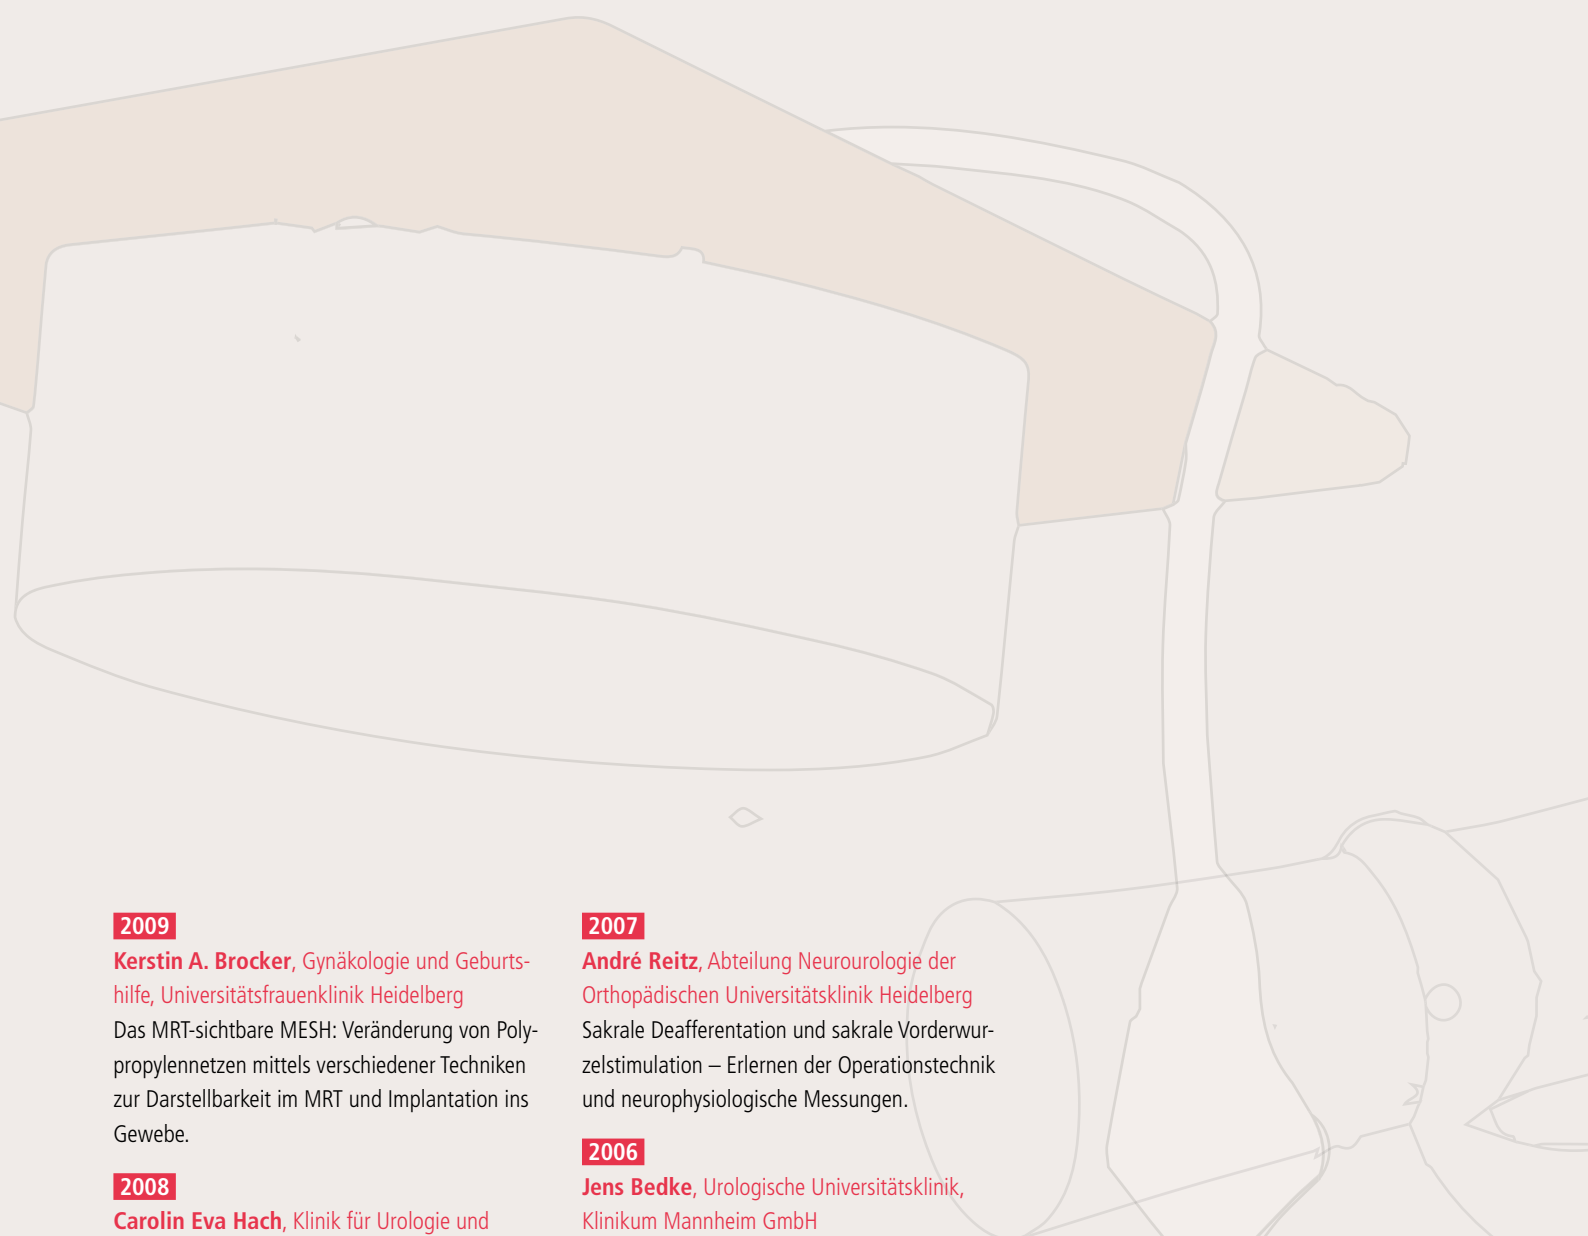 2009
Kerstin A. Brocker, Gynäkologie und Geburts-
hilfe, Universitätsfrauenklinik Heidelberg
Das MRT-sichtbare MESH: Veränderung von Poly-
propylennetzen mittels verschiedener Techniken
zur Darstellbarkeit im MRT und Implantation ins
Gewebe.
2008
Carolin Eva Hach, Klinik für Urologie und
2007
André Reitz, Abteilung Neurourologie der
Orthopädischen Universitätsklinik Heidelberg
Sakrale Deafferentation und sakrale Vorderwur-
zelstimulation – Erlernen der Operationstechnik
und neurophysiologische Messungen.
2006
Jens Bedke, Urologische Universitätsklinik,
Klinikum Mannheim GmbH